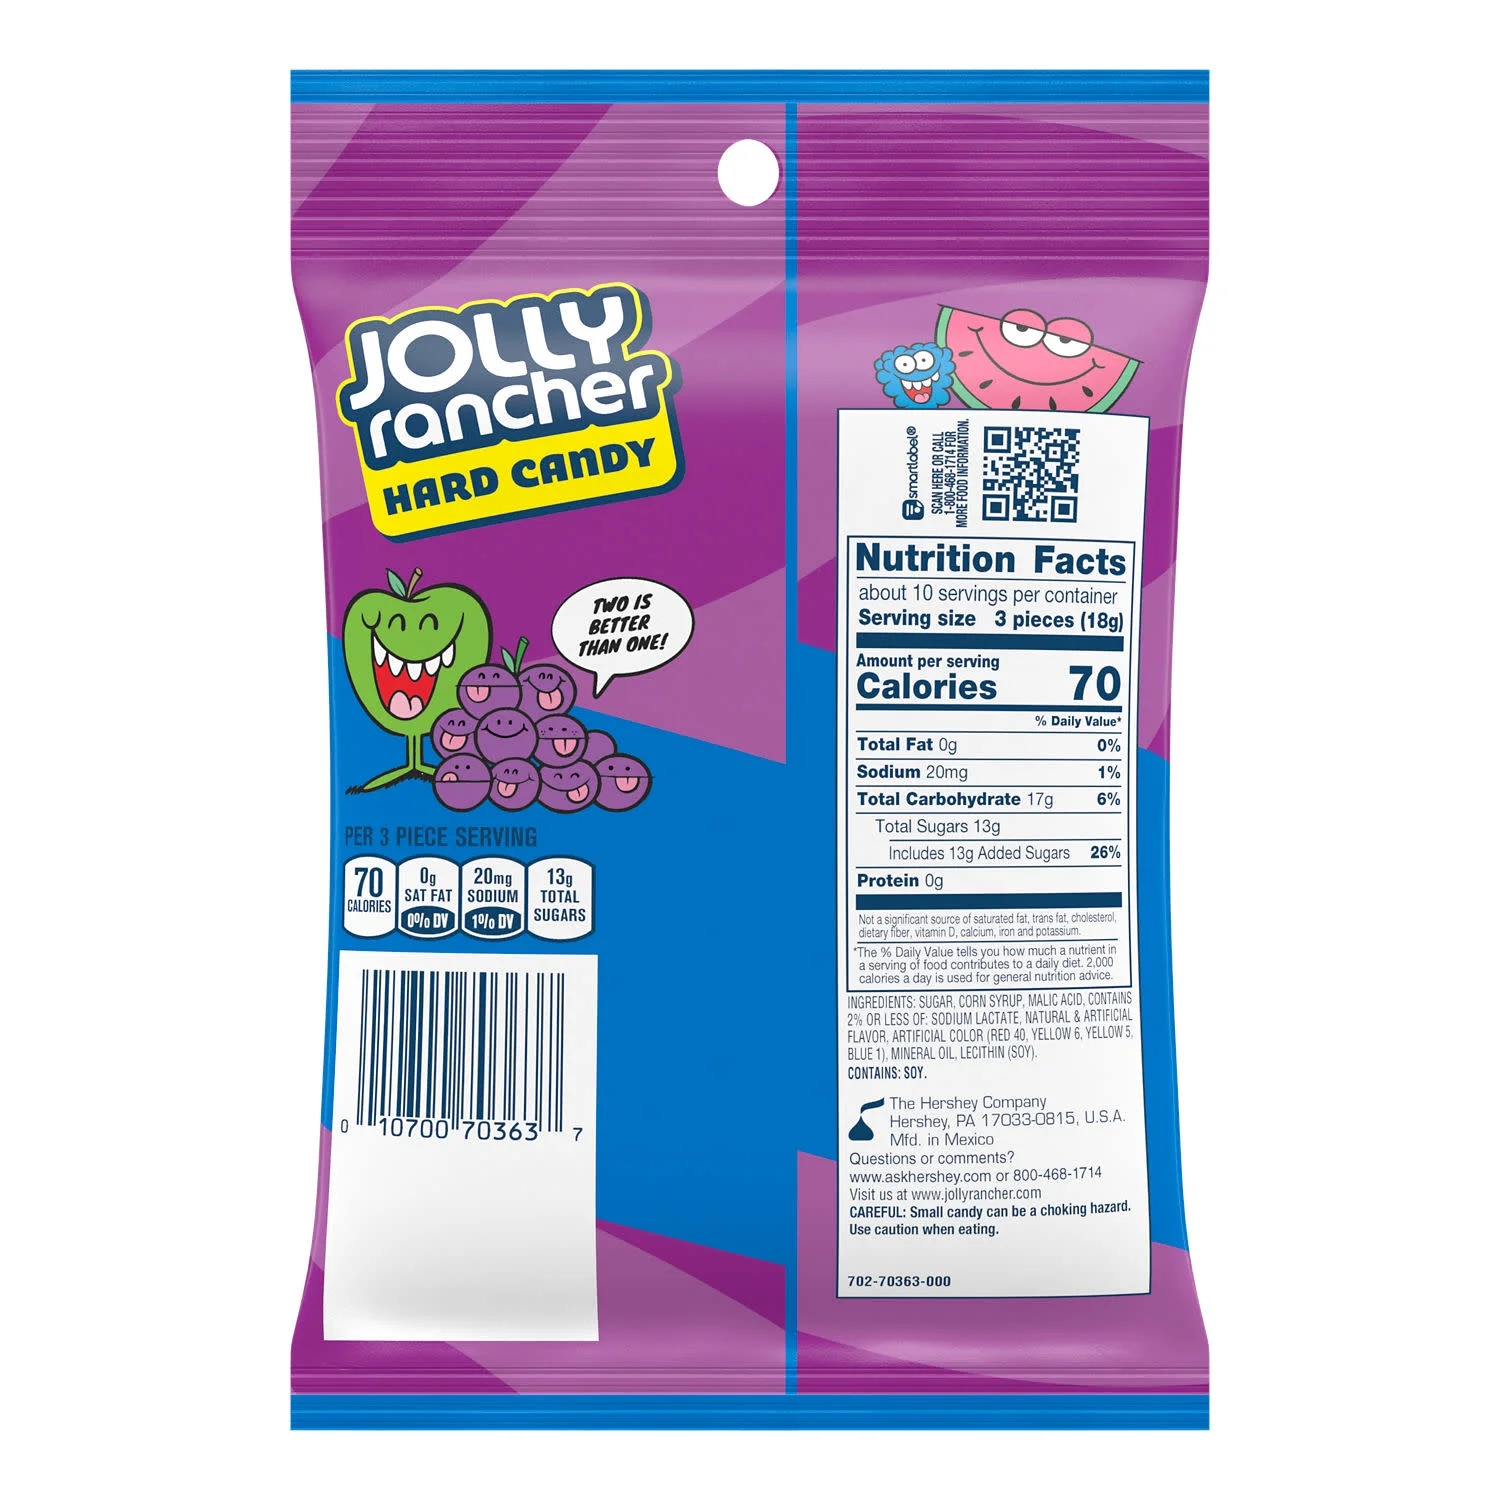 JOLLY
rancher
HARD CANDY
TWO IS
BETTER
THAN ONE!
PER 3 PIECE SERVING
70
CALORIES
0g
SAT FAT
0% DV
20mg
SODIUM
1% DV
13g
TOTAL
SUGARS
0 10700 70363 7
smartlabel®
SCAN HERE OR CALL
1-800-468-1714 FOR
MORE FOOD INFORMATION.
Nutrition Facts
about 10 servings per container
Serving size 3 pieces (18g)
Amount per serving
Calories 70
% Daily Value*
Total Fat 0g 0%
Sodium 20mg 1%
Total Carbohydrate 17g 6%
Total Sugars 13g
Includes 13g Added Sugars 26%
Protein 0g
Not a significant source of saturated fat, trans fat, cholesterol,
dietary fiber, vitamin D, calcium, iron and potassium.
*The % Daily Value tells you how much a nutrient in
a serving of food contributes to a daily diet. 2,000
calories a day is used for general nutrition advice.
INGREDIENTS: SUGAR, CORN SYRUP, MALIC ACID, CONTAINS
2% OR LESS OF: SODIUM LACTATE, NATURAL & ARTIFICIAL
FLAVOR, ARTIFICIAL COLOR (RED 40, YELLOW 6, YELLOW 5,
BLUE 1), MINERAL OIL, LECITHIN (SOY).
CONTAINS: SOY.
The Hershey Company
Hershey, PA 17033-0815, U.S.A.
Mfd. in Mexico
Questions or comments?
www.askhershey.com or 800-468-1714
Visit us at www.jollyrancher.com
CAREFUL: Small candy can be a choking hazard.
Use caution when eating.
702-70363-000